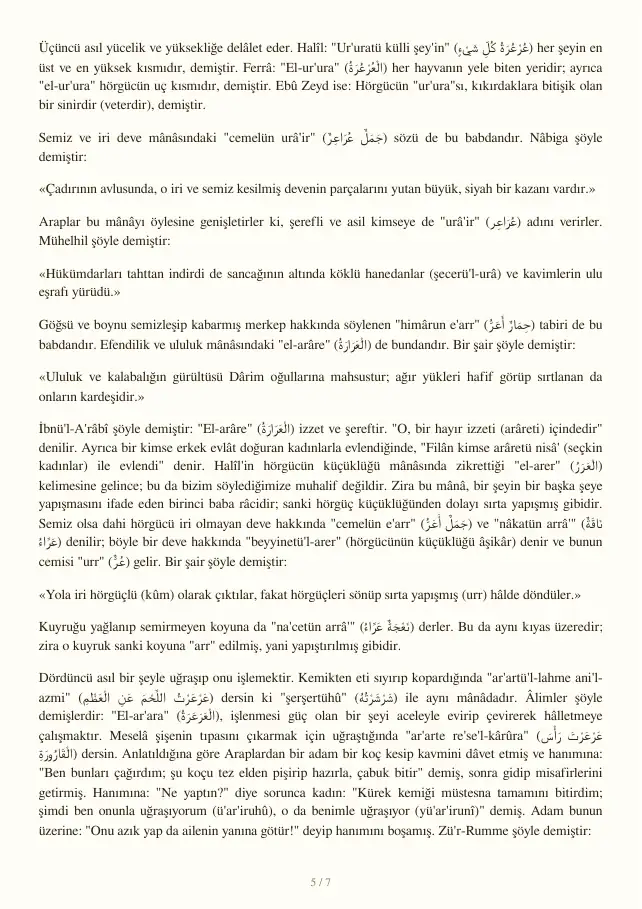 Üçüncü asıl yücelik ve yüksekliğe delâlet eder. Halîl: "Ur'uratü külli şey'in" (عُرْعُرَةُ كُلِّ شَيْءٍ) her şeyin en
üst ve en yüksek kısmıdır, demiştir. Ferrâ: "El-ur'ura" (الْعُرْعُرَةُ) her hayvanın yele biten yeridir; ayrıca
"el-ur'ura" hörgücün uç kısmıdır, demiştir. Ebû Zeyd ise: Hörgücün "ur'ura"sı, kıkırdaklara bitişik olan
bir sinirdir (veterdir), demiştir.
Semiz ve iri deve mânâsındaki "cemelün urâ'ir" (جَمَلٌ عُرَاعِرٌ) sözü de bu babdandır. Nâbiga şöyle
demiştir:
«Çadırının avlusunda, o iri ve semiz kesilmiş devenin parçalarını yutan büyük, siyah bir kazanı vardır.»
Araplar bu mânâyı öylesine genişletirler ki, şerefli ve asil kimseye de "urâ'ir" (عُرَاعِر) adını verirler.
Mühelhil şöyle demiştir:
«Hükümdarları tahttan indirdi de sancağının altında köklü hanedanlar (şecerü'l-urâ) ve kavimlerin ulu
eşrafı yürüdü.»
Göğsü ve boynu semizleşip kabarmış merkep hakkında söylenen "himârun e'arr" (حِمَارٌ أَعَرُّ) tabiri de bu
babdandır. Efendilik ve ululuk mânâsındaki "el-arâre" (الْعَرَارَةُ) de bundandır. Bir şair şöyle demiştir:
«Ululuk ve kalabalığın gürültüsü Dârim oğullarına mahsustur; ağır yükleri hafif görüp sırtlanan da
onların kardeşidir.»
İbnü'l-A'râbî şöyle demiştir: "El-arâre" (الْعَرَارَةُ) izzet ve şereftir. "O, bir hayır izzeti (arâreti) içindedir"
denilir. Ayrıca bir kimse erkek evlât doğuran kadınlarla evlendiğinde, "Filân kimse arâretü nisâ' (seçkin
kadınlar) ile evlendi" denir. Halîl'in hörgücün küçüklüğü mânâsında zikrettiği "el-arer" (الْعَرَرُ)
kelimesine gelince; bu da bizim söylediğimize muhalif değildir. Zira bu mânâ, bir şeyin bir başka şeye
yapışmasını ifade eden birinci baba râcidir; sanki hörgüç küçüklüğünden dolayı sırta yapışmış gibidir.
Semiz olsa dahi hörgücü iri olmayan deve hakkında "cemelün e'arr" (جَمَلٌ أَعَرُّ) ve "nâkatün arrâ'" (نَاقَةٌ
عَرَّاءُ) denilir; böyle bir deve hakkında "beyyinetü'l-arer" (hörgücünün küçüklüğü âşikâr) denir ve bunun
cemisi "urr" (عُرٌّ) gelir. Bir şair şöyle demiştir:
«Yola iri hörgüçlü (kûm) olarak çıktılar, fakat hörgüçleri sönüp sırta yapışmış (urr) hâlde döndüler.»
Kuyruğu yağlanıp semirmeyen koyuna da "na'cetün arrâ'" (نَعْجَةٌ عَرَّاءُ) derler. Bu da aynı kıyas üzeredir;
zira o kuyruk sanki koyuna "arr" edilmiş, yani yapıştırılmış gibidir.
Dördüncü asıl bir şeyle uğraşıp onu işlemektir. Kemikten eti sıyırıp kopardığında "ar'artü'l-lahme ani'l-
azmi" (عَرْعَرْتُ اللَّحْمَ عَنِ الْعَظْمِ) dersin ki "şerşertühû" (شَرْشَرْتُهُ) ile aynı mânâdadır. Âlimler şöyle
demişlerdir: "El-ar'ara" (الْعَرْعَرَةُ), işlenmesi güç olan bir şeyi aceleyle evirip çevirerek hâlletmeye
çalışmaktır. Meselâ şişenin tıpasını çıkarmak için uğraştığında "ar'arte re'se'l-kârûra" (عَرْعَرْتَ رَأْسَ
الْقَارُورَةِ) dersin. Anlatıldığına göre Araplardan bir adam bir koç kesip kavmini dâvet etmiş ve hanımına:
"Ben bunları çağırdım; şu koçu tez elden pişirip hazırla, çabuk bitir" demiş, sonra gidip misafirlerini
getirmiş. Hanımına: "Ne yaptın?" diye sorunca kadın: "Kürek kemiği müstesna tamamını bitirdim;
şimdi ben onunla uğraşıyorum (ü'ar'iruhû), o da benimle uğraşıyor (yü'ar'irunî)" demiş. Adam bunun
üzerine: "Onu azık yap da ailenin yanına götür!" deyip hanımını boşamış. Zü'r-Rumme şöyle demiştir:
5 / 7